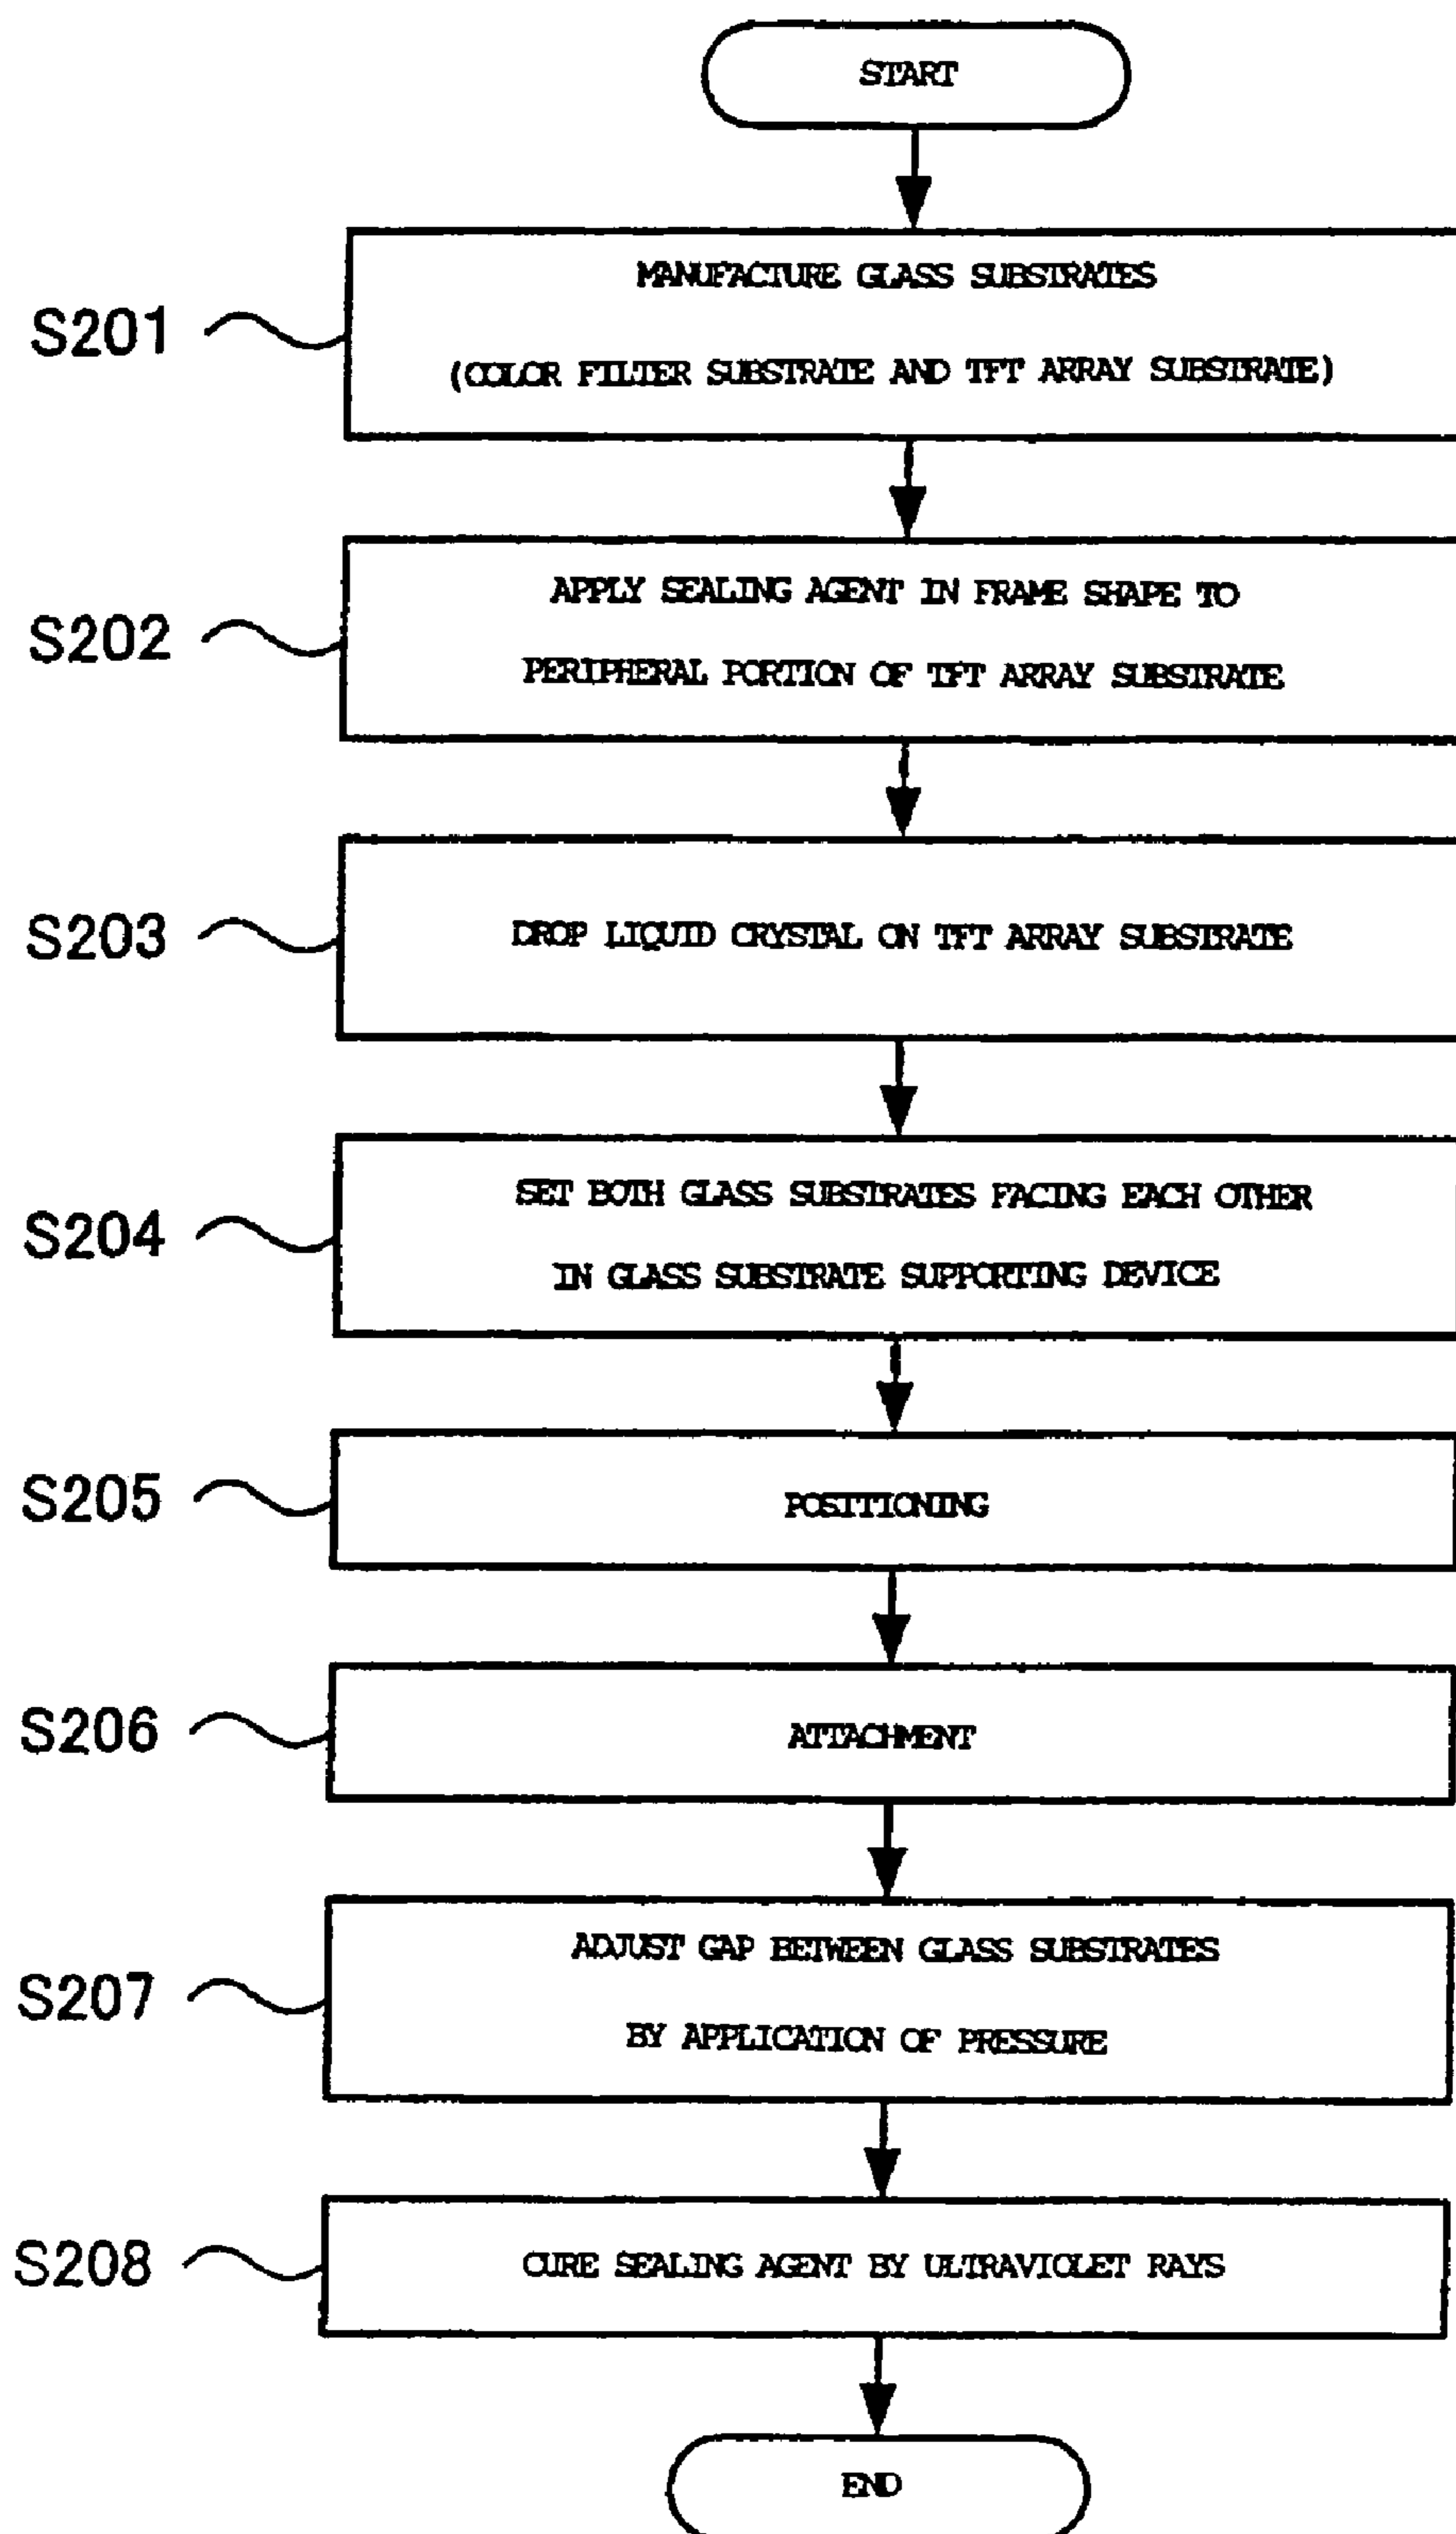 START
S201
MANUFACTURE GLASS SUBSTRATES
(COLOR FILTER SUBSTRATE AND TFT ARRAY SUBSTRATE)
S202
APPLY SEALING AGENT IN FRAME SHAPE TO
PERIPHERAL PORTION OF TFT ARRAY SUBSTRATE
S203
DROP LIQUID CRYSTAL ON TFT ARRAY SUBSTRATE
S204
SET BOTH GLASS SUBSTRATES FACING EACH OTHER
IN GLASS SUBSTRATE SUPPORTING DEVICE
S205
POSITIONING
S206
ATTACHMENT
S207
ADJUST GAP BETWEEN GLASS SUBSTRATES
BY APPLICATION OF PRESSURE
S208
CURE SEALING AGENT BY ULTRAVIOLET RAYS
END